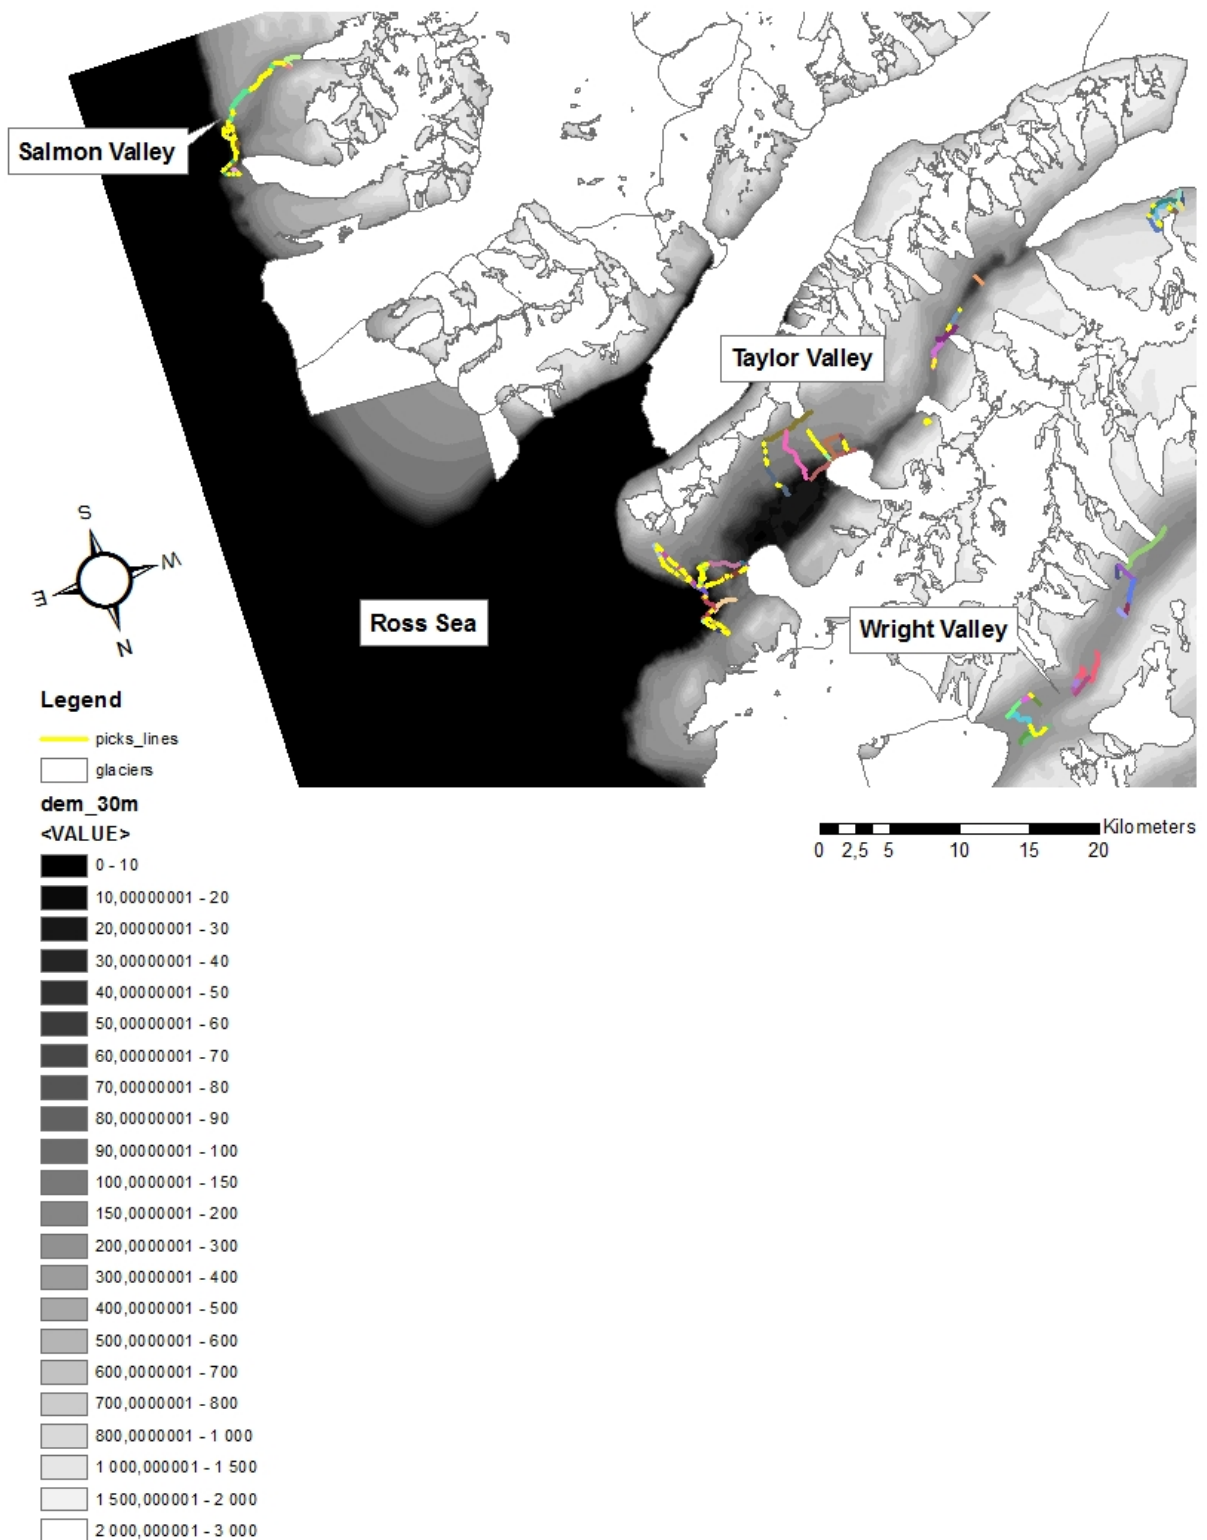 Salmon Valley
Taylor Valley
Ross Sea
Wright Valley
S
W
E
N
Legend
picks_lines
glaciers
dem_30m
<VALUE>
0 - 10
10,00000001 - 20
20,00000001 - 30
30,00000001 - 40
40,00000001 - 50
50,00000001 - 60
60,00000001 - 70
70,00000001 - 80
80,00000001 - 90
90,00000001 - 100
100,0000001 - 150
150,0000001 - 200
200,0000001 - 300
300,0000001 - 400
400,0000001 - 500
500,0000001 - 600
600,0000001 - 700
700,0000001 - 800
800,0000001 - 1 000
1 000,000001 - 1 500
1 500,000001 - 2 000
2 000,000001 - 3 000
Kilometers
0 2,5 5 10 15 20